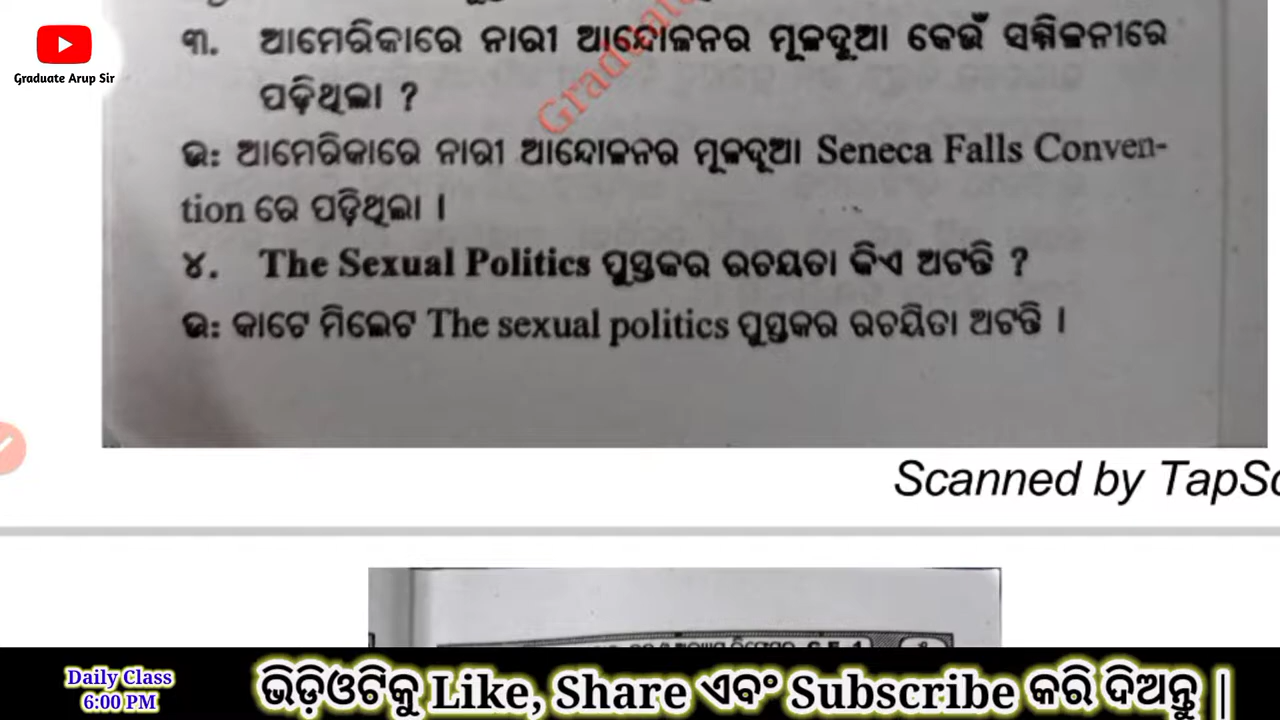 Graduate Arup Sir
୩. ଆମେରିକାରେ ନାରୀ ଆନ୍ଦୋଳନର ମୂଳଦୂଆ କେଉଁ ସମ୍ମିଳନୀରେ
ପଡ଼ିଥିଲା ?
ଉ: ଆମେରିକାରେ ନାରୀ ଆନ୍ଦୋଳନର ମୂଳଦୂଆ Seneca Falls Conven-
tion ରେ ପଡ଼ିଥିଲା ।
୪. The Sexual Politics ପୁସ୍ତକର ରଚୟତା କିଏ ଅଟନ୍ତି ?
ଉ: କାଟେ ମିଲେଟ The sexual politics ପୁସ୍ତକର ରଚୟିତା ଅଟନ୍ତି ।
Scanned by
Daily Class
6:00 PM
ଭିଡ଼ିଓଟିକୁ Like, Share ଏବଂ Subscribe କରି ଦିଅନ୍ତୁ |